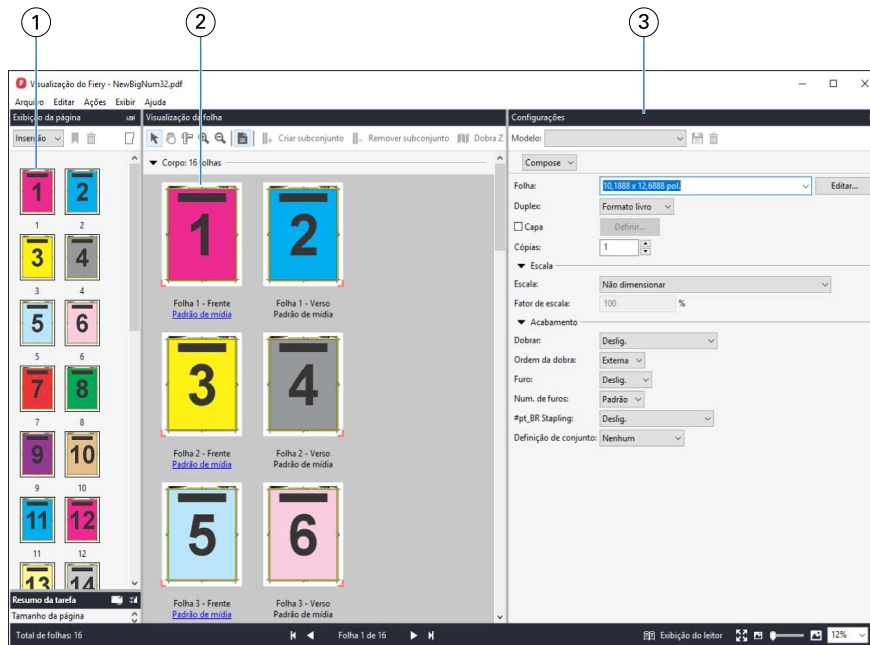 1 2 3
Visualização do Fiery - NewBigNum32.pdf
Arquivo Editar Ações Exibir Ajuda
Exibição da página Visualização da folha Configurações
Inserção Criar subconjunto Remover subconjunto Dobra Z Modelo:
Corpo: 16 folhas
Compose
1 2
1 2
3 4
3 4
5 6
5 6
7 8
7 8
9 10
9 10
11 12
11 12
13 14
Resumo da tarefa
Tamanho da página
1 2
Folha 1 - Frente Folha 1 - Verso
Padrão de mídia Padrão de mídia
3 4
Folha 2 - Frente Folha 2 - Verso
Padrão de mídia Padrão de mídia
5 6
Folha 3 - Frente Folha 3 - Verso
Padrão de mídia Padrão de mídia
Folha: 10,1888 x 12,6888 pol. Editar...
Duplex: Formato livro
Capa Definir...
Cópias: 1
Escala
Escala: Não dimensionar
Fator de escala: 100 %
Acabamento
Dobrar: Deslig.
Ordem da dobra: Externa
Furo: Deslig.
Num. de furos: Padrão
#pt_BR Stapling: Deslig.
Definição de conjunto: Nenhum
Total de folhas: 16 Folha 1 de 16 Exibição do leitor 12%